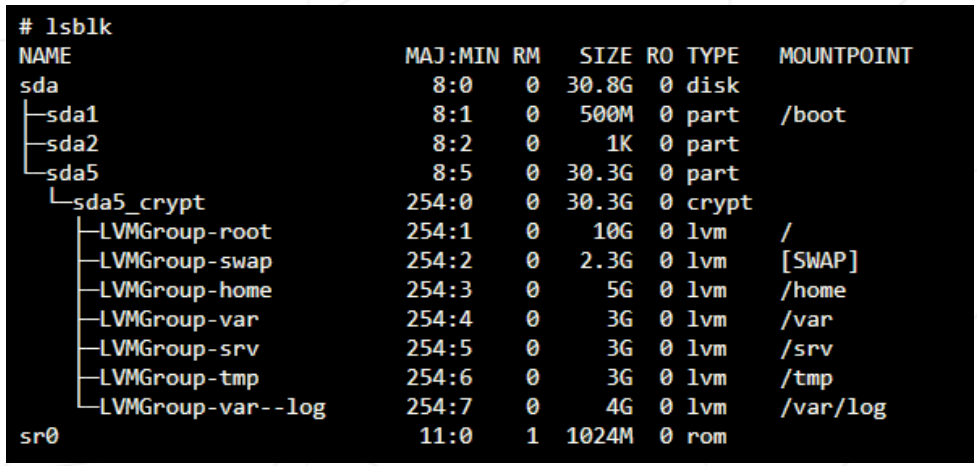 # lsblk
NAME                        MAJ:MIN RM   SIZE RO TYPE   MOUNTPOINT
sda                           8:0    0  30.8G  0 disk
├─sda1                        8:1    0   500M  0 part   /boot
├─sda2                        8:2    0     1K  0 part
└─sda5                        8:5    0  30.3G  0 part
  └─sda5_crypt              254:0    0  30.3G  0 crypt
    ├─LVMGroup-root         254:1    0    10G  0 lvm    /
    ├─LVMGroup-swap         254:2    0   2.3G  0 lvm    [SWAP]
    ├─LVMGroup-home         254:3    0     5G  0 lvm    /home
    ├─LVMGroup-var          254:4    0     3G  0 lvm    /var
    ├─LVMGroup-srv          254:5    0     3G  0 lvm    /srv
    ├─LVMGroup-tmp          254:6    0     3G  0 lvm    /tmp
    └─LVMGroup-var--log     254:7    0     4G  0 lvm    /var/log
sr0                          11:0    1  1024M  0 rom